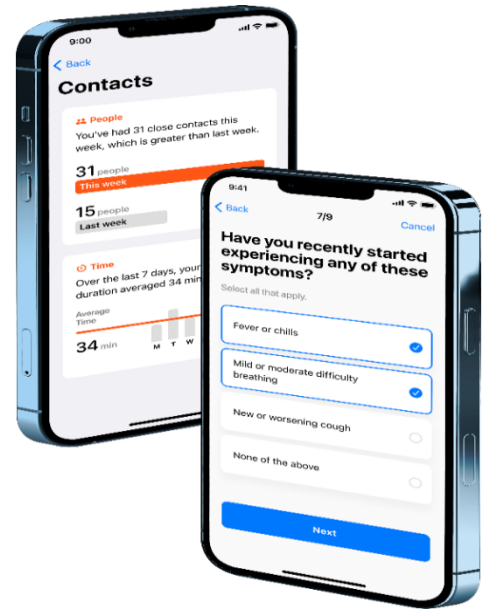 9:00
Back
Contacts
People
You've had 31 close contacts this
week, which is greater than last week.
31 people
This week
15 people
Last week
Time
Over the last 7 days, your
duration averaged 34 min
Average
Time
34 min
M T W
9:41
Back
7/9
Cancel
Have you recently started
experiencing any of these
symptoms?
Select all that apply.
Fever or chills
Mild or moderate difficulty
breathing
New or worsening cough
None of the above
Next